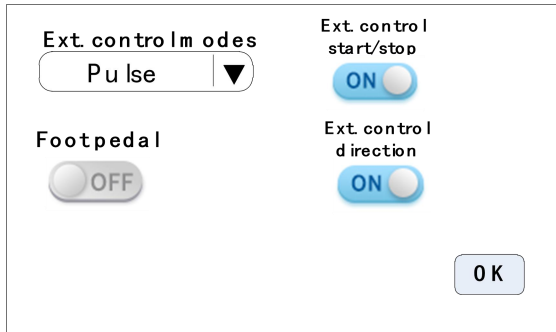 Ext. control modes
Pulse
Ext. control
start/stop
ON
Footpedal
OFF
Ext. control
direction
ON
OK